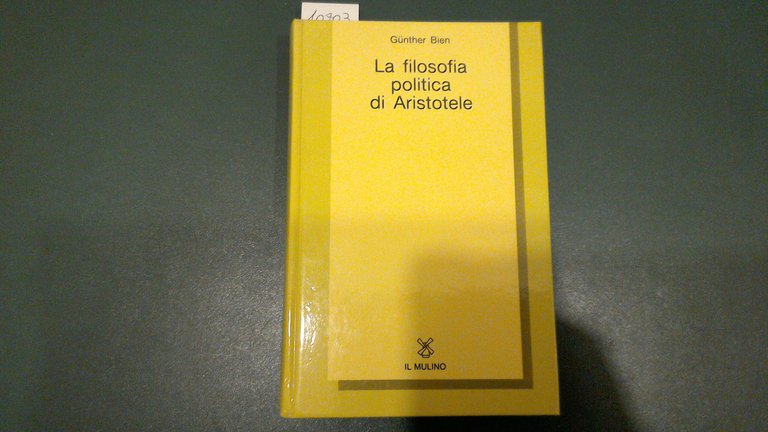 10903
Günther Bien
La filosofia
politica
di Aristotele
IL MULINO